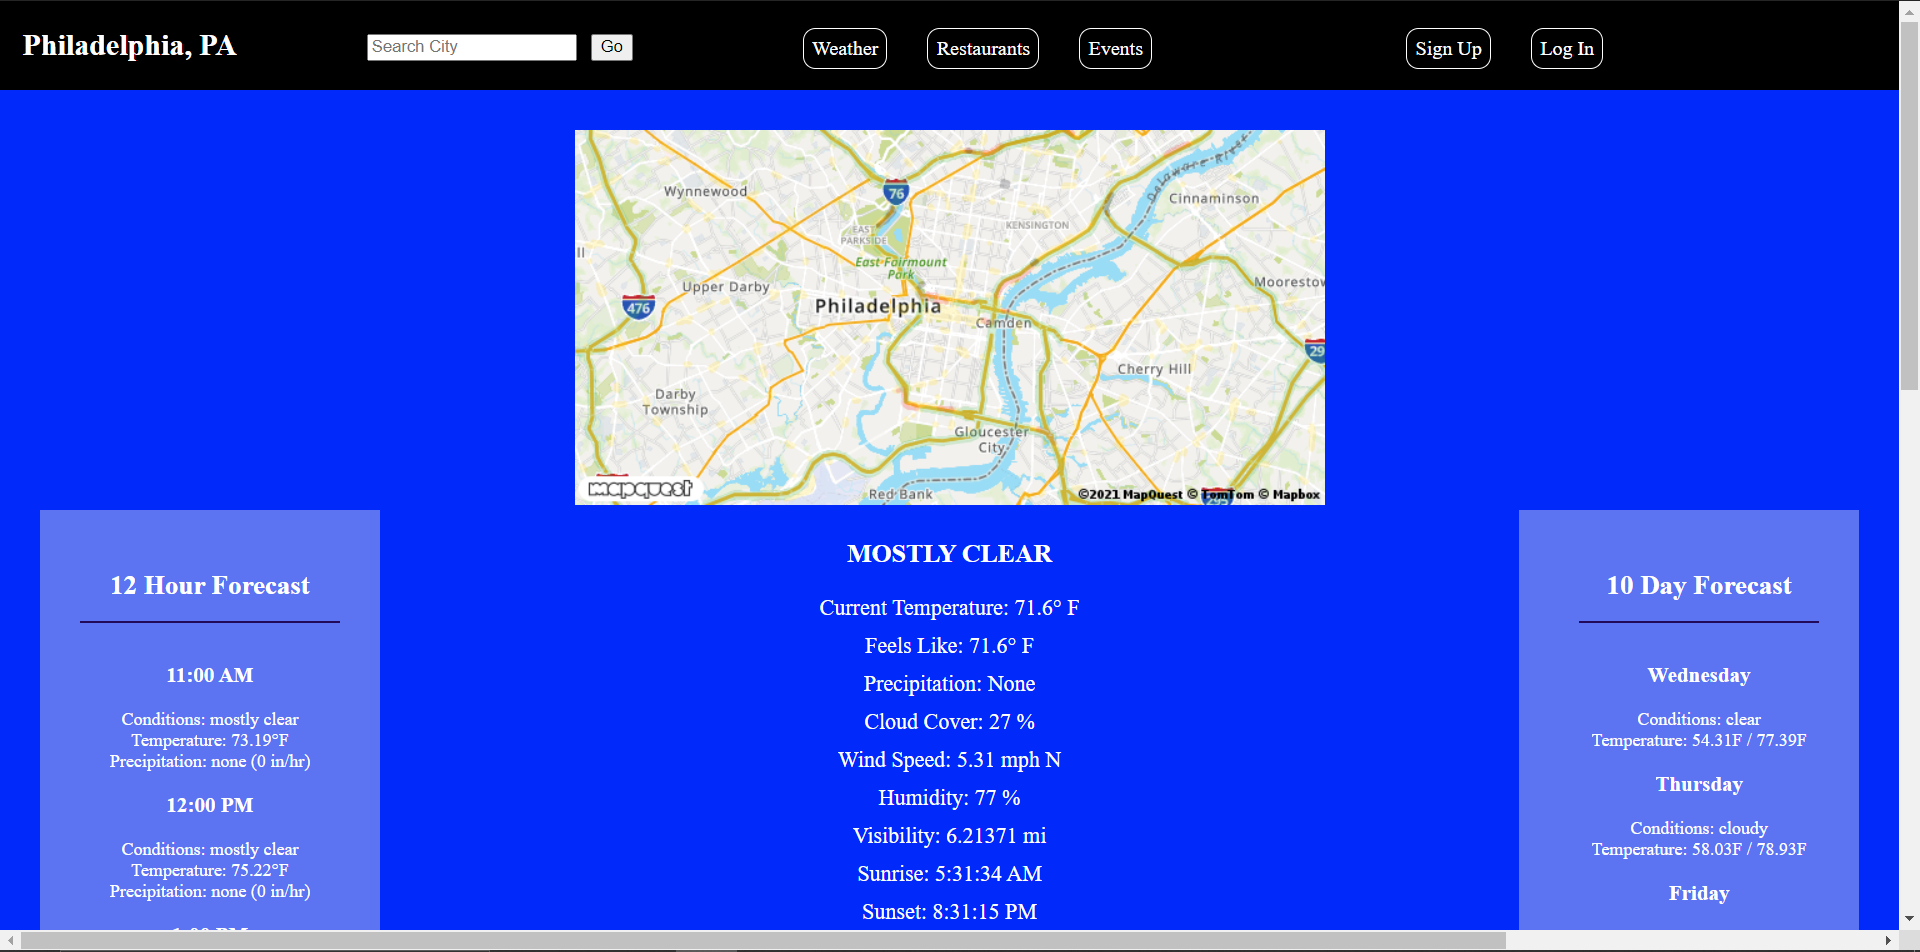 Philadelphia, PA
Search City
Go
Weather
Restaurants
Events
Sign Up
Log In
Wynnewood
76
Delaware River
Cinnaminson
EAST
PARKSIDE
KENSINGTON
ll
East Fairmount
Park
Upper Darby
Moorestow
476
Philadelphia
Camden
29
Cherry Hill
Darby
Township
Gloucester
City
Red Bank
mapquest
©2021 MapQuest © TomTom © Mapbox
MOSTLY CLEAR
Current Temperature: 71.6° F
Feels Like: 71.6° F
Precipitation: None
Cloud Cover: 27 %
Wind Speed: 5.31 mph N
Humidity: 77 %
Visibility: 6.21371 mi
Sunrise: 5:31:34 AM
Sunset: 8:31:15 PM
12 Hour Forecast
11:00 AM
Conditions: mostly clear
Temperature: 73.19°F
Precipitation: none (0 in/hr)
12:00 PM
Conditions: mostly clear
Temperature: 75.22°F
Precipitation: none (0 in/hr)
10 Day Forecast
Wednesday
Conditions: clear
Temperature: 54.31F / 77.39F
Thursday
Conditions: cloudy
Temperature: 58.03F / 78.93F
Friday